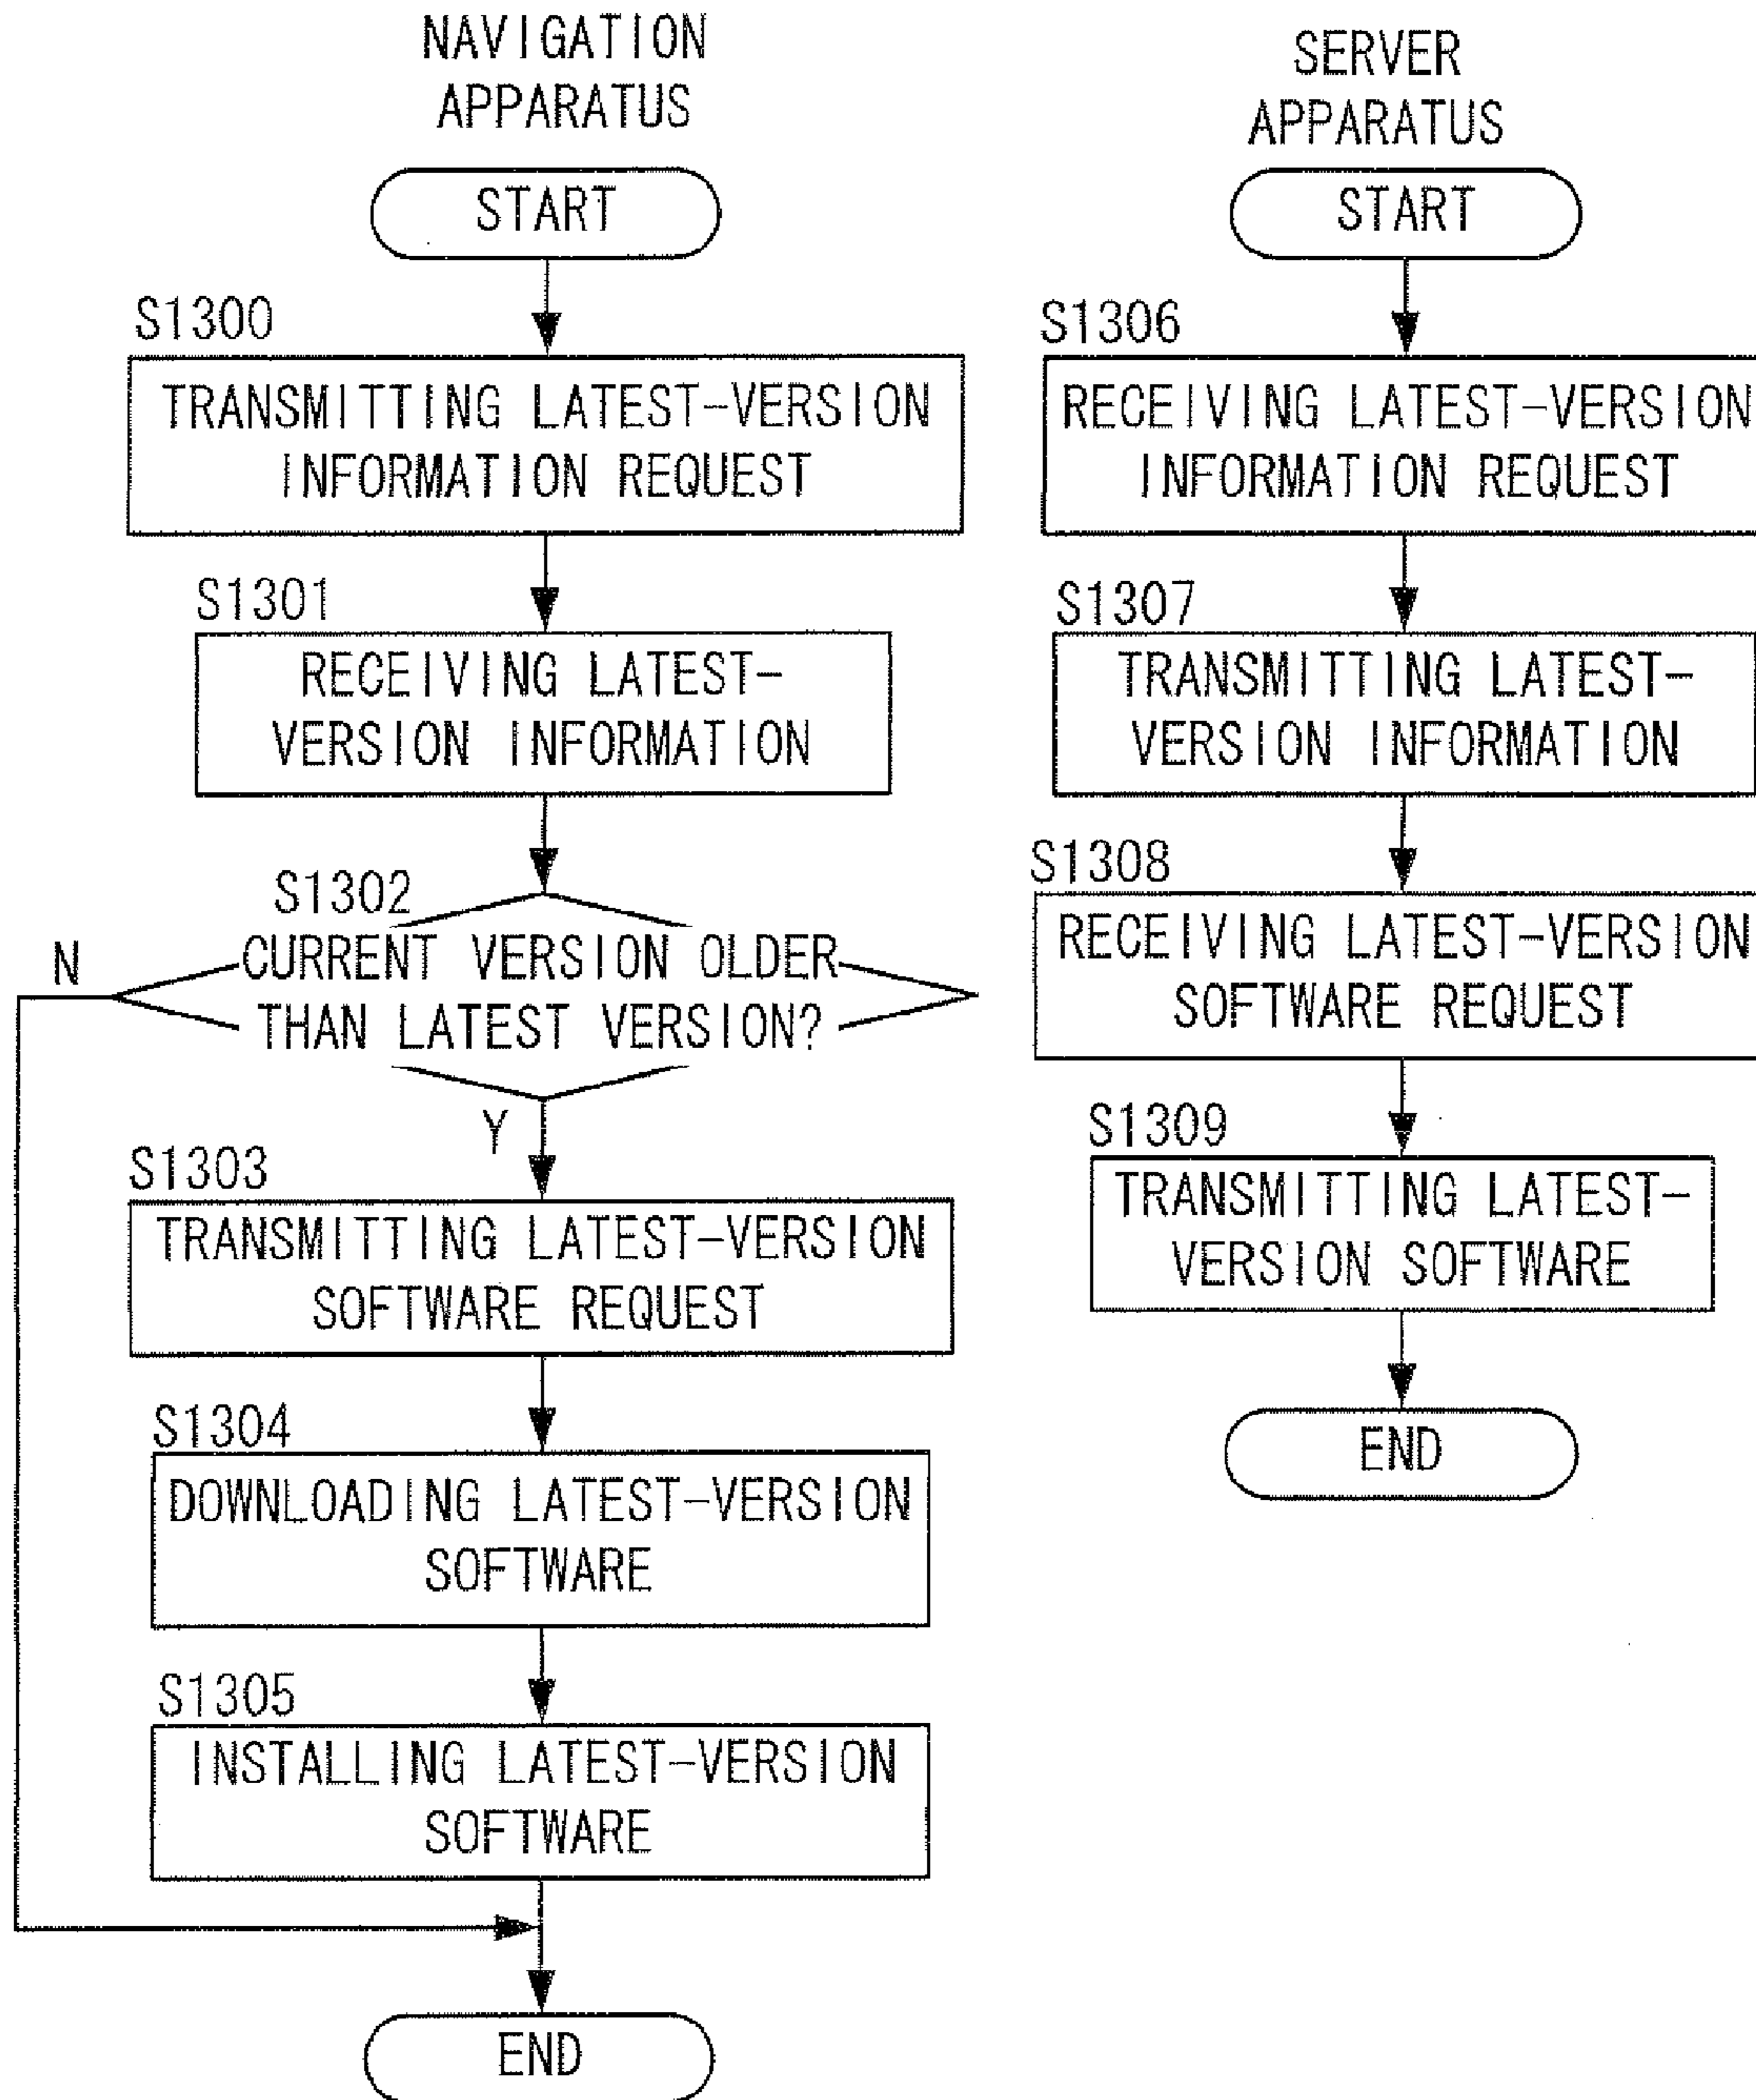 NAVIGATION
APPARATUS
START
S1300
TRANSMITTING LATEST-VERSION
INFORMATION REQUEST
S1301
RECEIVING LATEST-
VERSION INFORMATION
S1302
CURRENT VERSION OLDER
THAN LATEST VERSION?
N
Y
S1303
TRANSMITTING LATEST-VERSION
SOFTWARE REQUEST
S1304
DOWNLOADING LATEST-VERSION
SOFTWARE
S1305
INSTALLING LATEST-VERSION
SOFTWARE
END
SERVER
APPARATUS
START
S1306
RECEIVING LATEST-VERSION
INFORMATION REQUEST
S1307
TRANSMITTING LATEST-
VERSION INFORMATION
S1308
RECEIVING LATEST-VERSION
SOFTWARE REQUEST
S1309
TRANSMITTING LATEST-
VERSION SOFTWARE
END